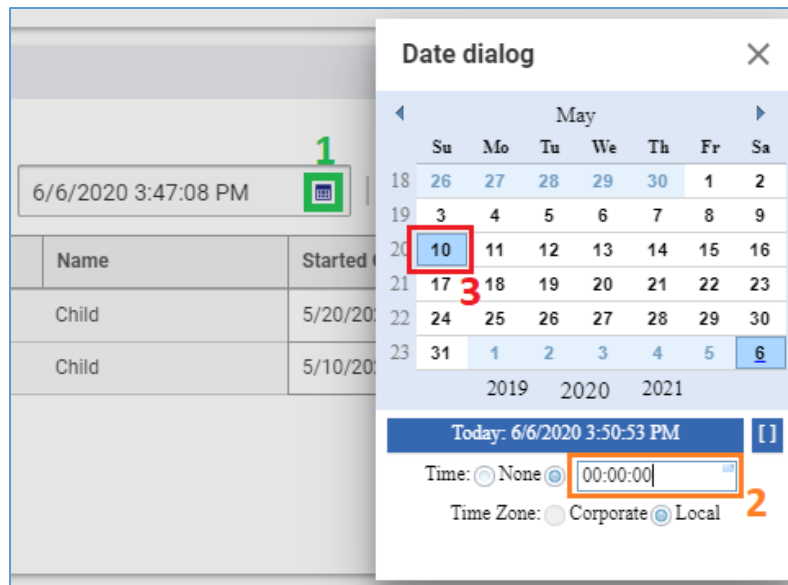 Date dialog
1
6/6/2020 3:47:08 PM
Name Started
Child 5/20/20
Child 5/10/20
May
Su Mo Tu We Th Fr Sa
18 26 27 28 29 30 1 2
19 3 4 5 6 7 8 9
20 10 11 12 13 14 15 16
3
21 17 18 19 20 21 22 23
22 24 25 26 27 28 29 30
23 31 1 2 3 4 5 6
2019 2020 2021
Today: 6/6/2020 3:50:53 PM []
Time: None 00:00:00
2
Time Zone: Corporate Local